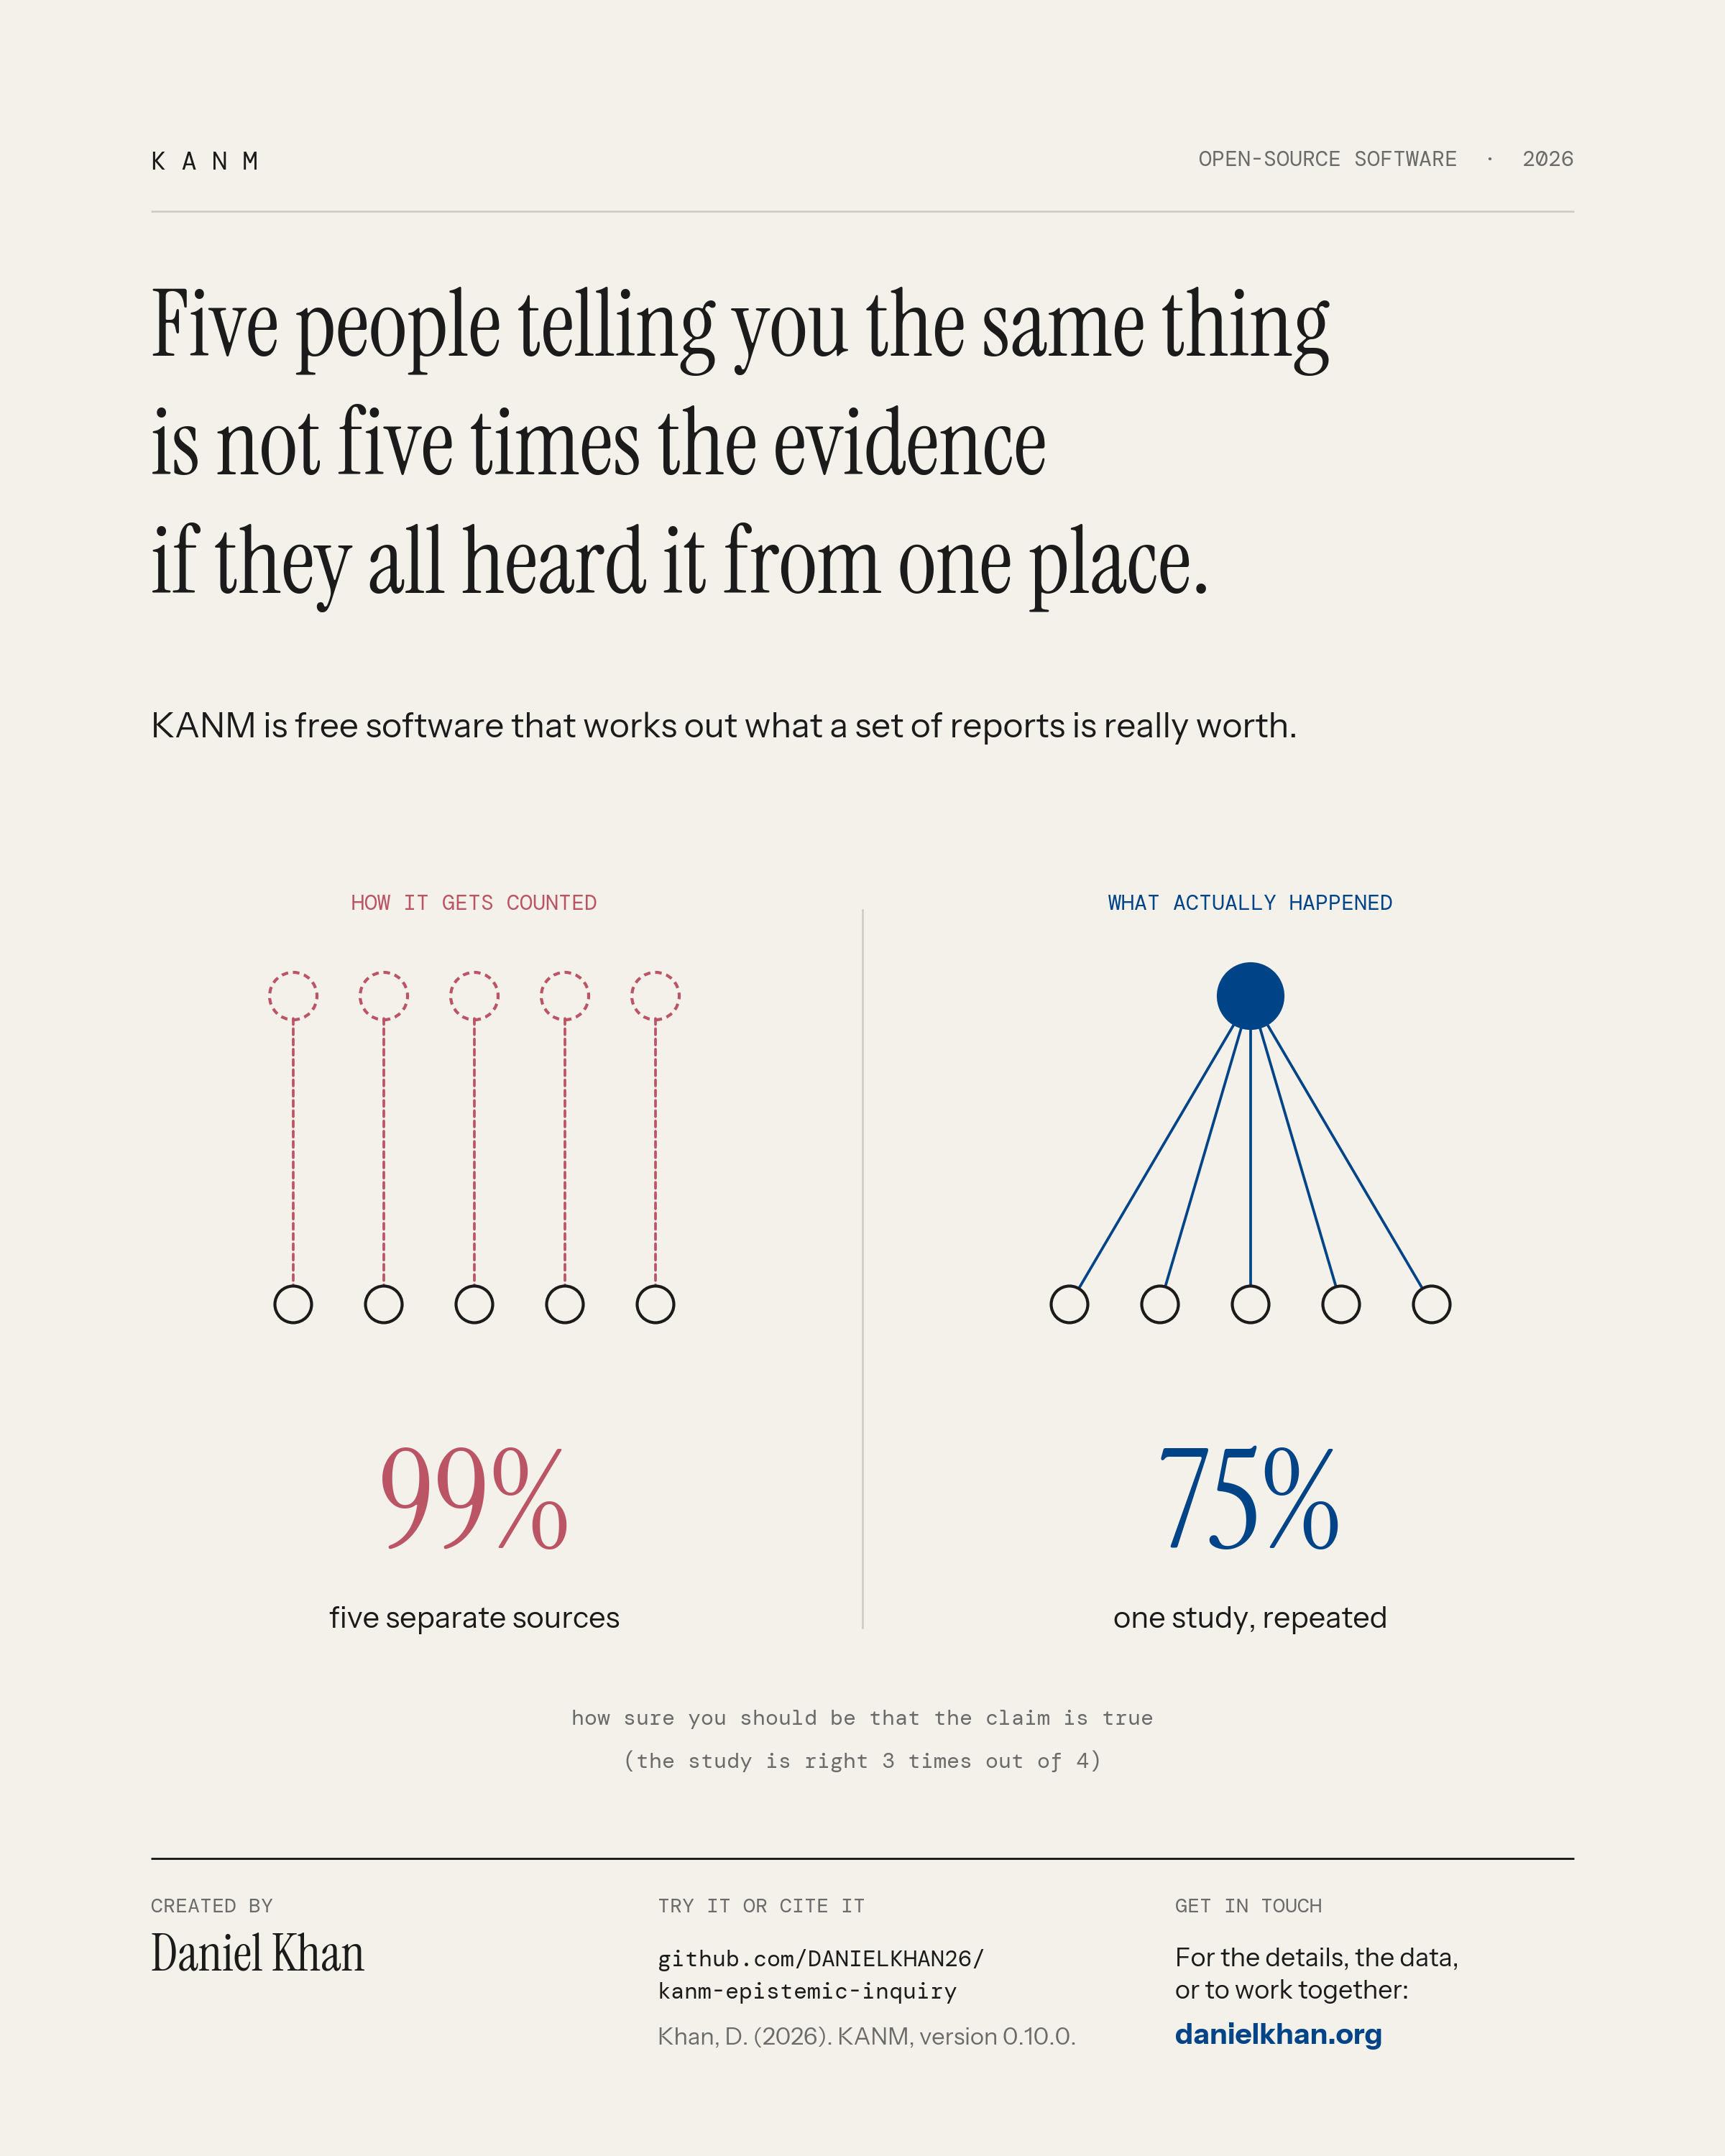 KANM
OPEN-SOURCE SOFTWARE · 2026
Five people telling you the same thing
is not five times the evidence
if they all heard it from one place.
KANM is free software that works out what a set of reports is really worth.
HOW IT GETS COUNTED
WHAT ACTUALLY HAPPENED
99%
75%
five separate sources
one study, repeated
how sure you should be that the claim is true
(the study is right 3 times out of 4)
CREATED BY
Daniel Khan
TRY IT OR CITE IT
github.com/DANIELKHAN26/
kanm-epistemic-inquiry
Khan, D. (2026). KANM, version 0.10.0.
GET IN TOUCH
For the details, the data,
or to work together:
danielkhan.org